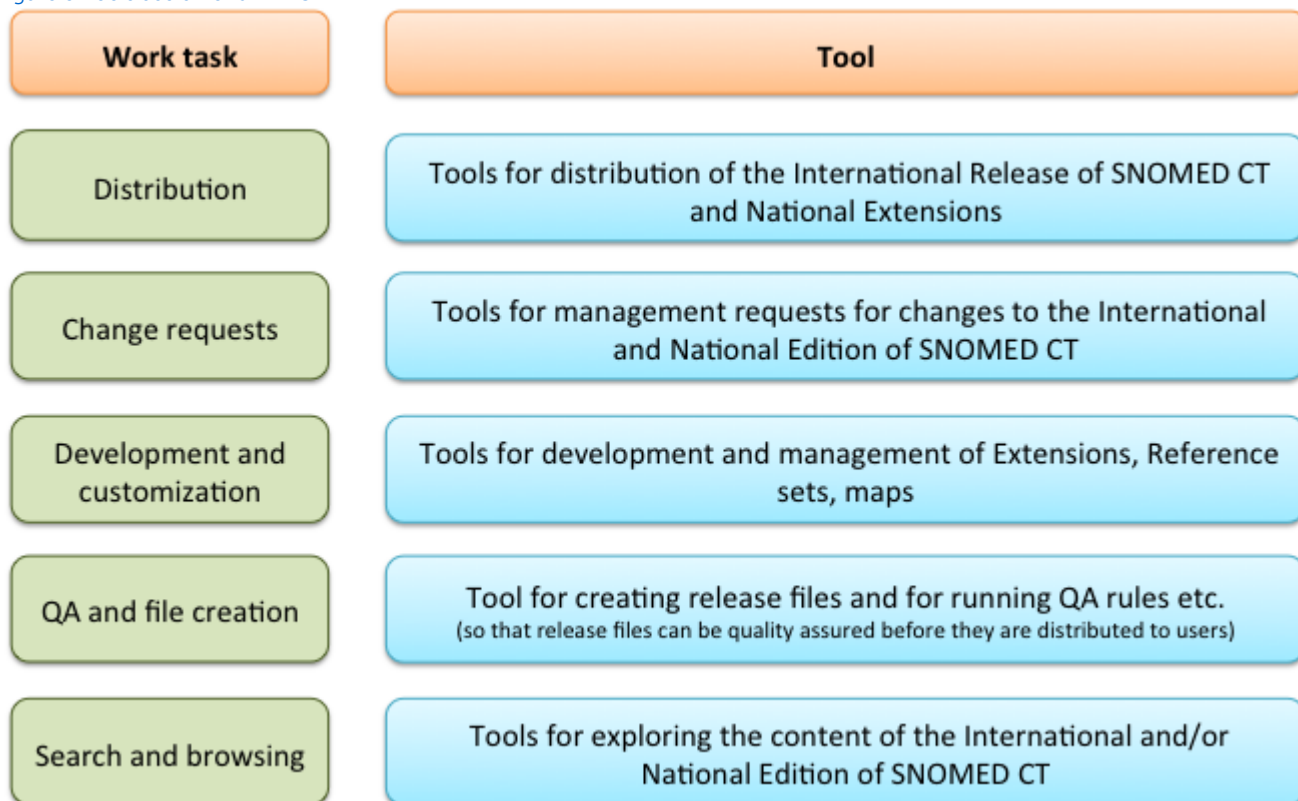 Work task
Tool
Distribution
Tools for distribution of the International Release of SNOMED CT
and National Extensions
Change requests
Tools for management requests for changes to the International
and National Edition of SNOMED CT
Development and
customization
Tools for development and management of Extensions, Reference
sets, maps
QA and file creation
Tool for creating release files and for running QA rules etc.
(so that release files can be quality assured before they are distributed to users)
Search and browsing
Tools for exploring the content of the International and/or
National Edition of SNOMED CT